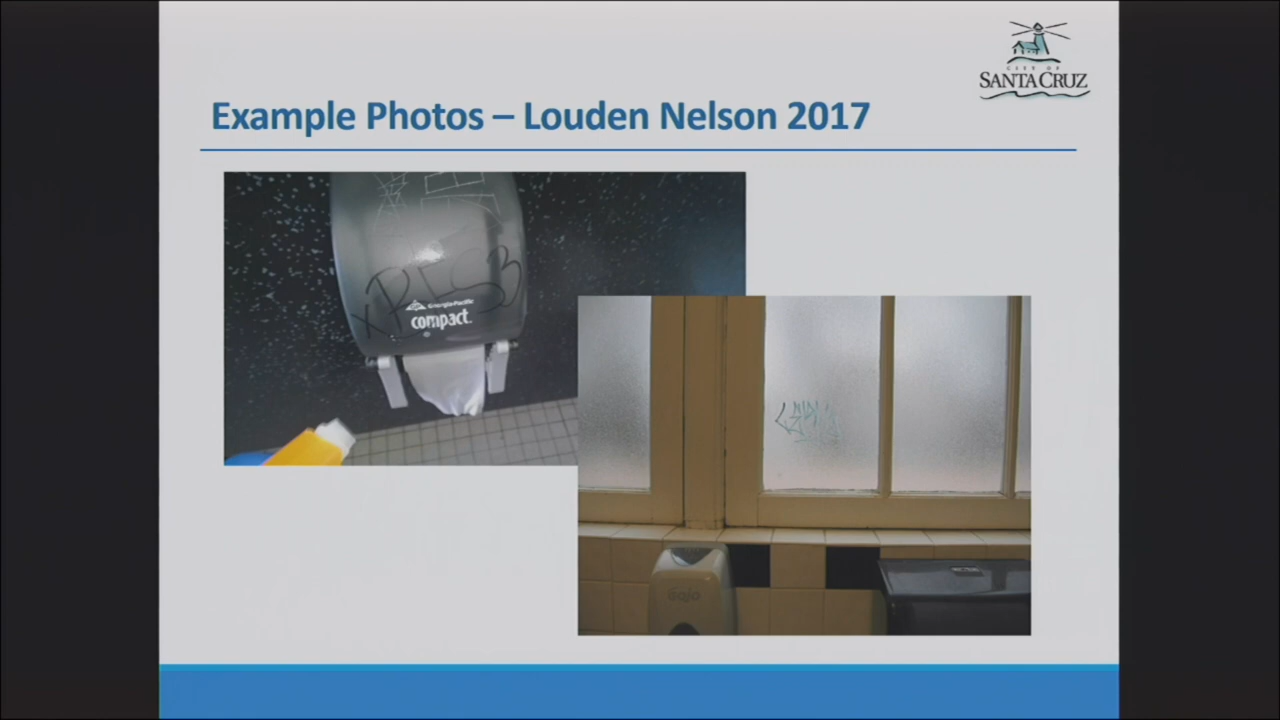 CITY OF
SANTA CRUZ
Example Photos – Louden Nelson 2017
Georgia-Pacific
compact.
GOJO